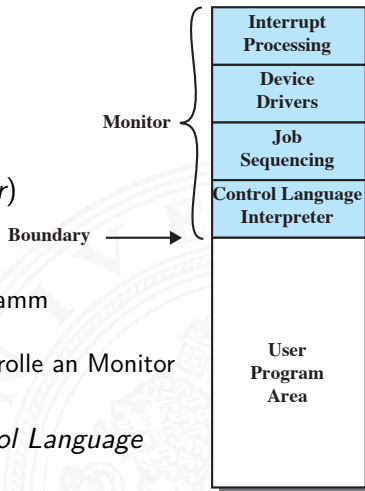 r)
amm
rolle an Monitor
ol Language
Monitor
Boundary
Interrupt
Processing
Device
Drivers
Job
Sequencing
Control Language
Interpreter
User
Program
Area